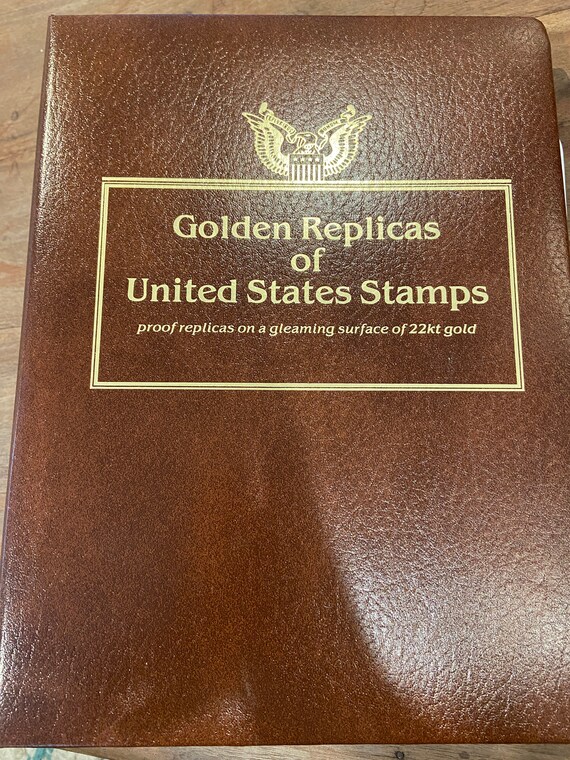 Golden Replicas
of
United States Stamps
proof replicas on a gleaming surface of 22kt gold